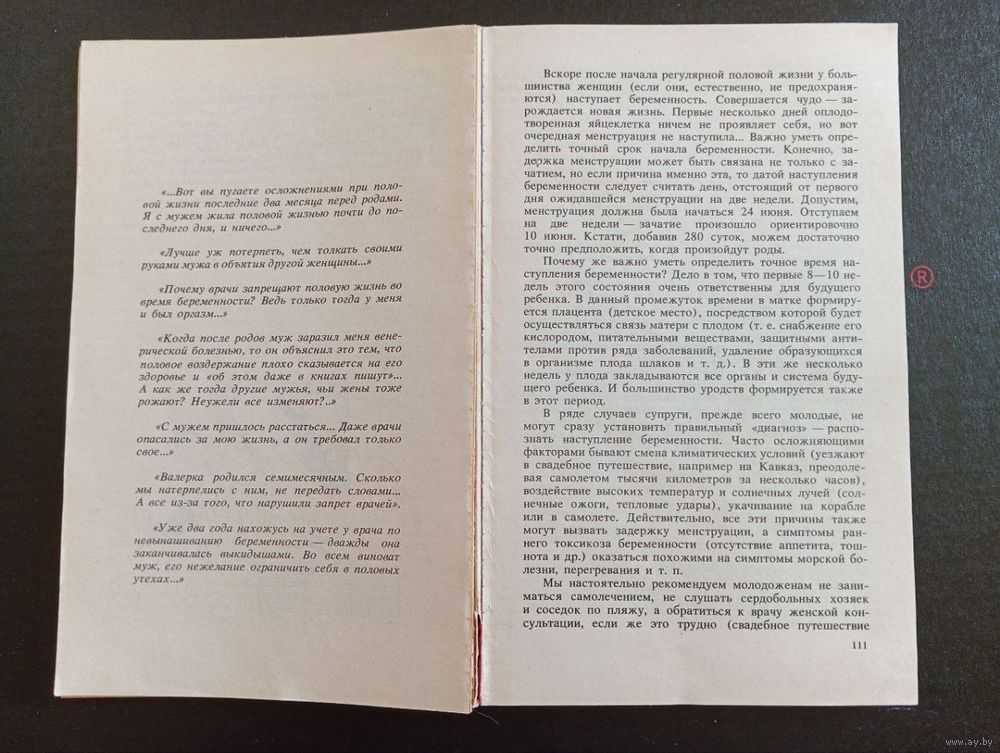 «...Вот вы пугаете осложнениями при поло-
вой жизни последние два месяца перед родами.
Я с мужем жила половой жизнью почти до по-
следнего дня, и ничего...»
«Лучше уж потерпеть, чем толкать своими
руками мужа в объятия другой женщины...»
«Почему врачи запрещают половую жизнь во
время беременности? Ведь только тогда у меня
и был оргазм...»
«Когда после родов муж заразил меня вене-
рической болезнью, то он объяснил это тем, что
половое воздержание плохо сказывается на его
здоровье и «об этом даже в книгах пишут»...
А как же тогда другие мужья, чьи жены тоже
рожают? Неужели все изменяют?..»
«С мужем пришлось расстаться... Даже врачи
опасались за мою жизнь, а он требовал только
свое...»
«Валерка родился семимесячным. Сколько
мы натерпелись с ним, не передать словами...
А все из-за того, что нарушили запрет врачей».
«Уже два года нахожусь на учете у врача по
невынашиванию беременности — дважды она
заканчивалась выкидышами. Во всем виноват
муж, его нежелание ограничить себя в половых
утехах...»
Вскоре после начала регулярной половой жизни у боль-
шинства женщин (если они, естественно, не предохраня-
ются) наступает беременность. Совершается чудо — за-
рождается новая жизнь. Первые несколько дней оплодо-
творенная яйцеклетка ничем не проявляет себя, но вот
очередная менструация не наступила... Важно уметь опре-
делить точный срок начала беременности. Конечно, за-
держка менструации может быть связана не только с за-
чатием, но если причина именно эта, то датой наступления
беременности следует считать день, отстоящий от первого
дня ожидавшейся менструации на две недели. Допустим,
менструация должна была начаться 24 июня. Отступаем
на две недели — зачатие произошло ориентировочно
10 июня. Кстати, добавив 280 суток, можем достаточно
точно предположить, когда произойдут роды.
Почему же важно уметь определить точное время на-
ступления беременности? Дело в том, что первые 8—10 не-
дель этого состояния очень ответственны для будущего
ребенка. В данный промежуток времени в матке формиру-
ется плацента (детское место), посредством которой будет
осуществляться связь матери с плодом (т. е. снабжение его
кислородом, питательными веществами, защитными анти-
телами против ряда заболеваний, удаление образующихся
в организме плода шлаков и т. д.). В эти же несколько
недель у плода закладываются все органы и система буду-
щего ребенка. И большинство уродств формируется также
в этот период.
В ряде случаев супруги, прежде всего молодые, не
могут сразу установить правильный «диагноз» — распо-
знать наступление беременности. Часто осложняющими
факторами бывают смена климатических условий (уезжают
в свадебное путешествие, например на Кавказ, преодоле-
вая самолетом тысячи километров за несколько часов),
воздействие высоких температур и солнечных лучей (сол-
нечные ожоги, тепловые удары), укачивание на корабле
или в самолете. Действительно, все эти причины также
могут вызвать задержку менструации, а симптомы ран-
него токсикоза беременности (отсутствие аппетита, тош-
нота и др.) оказаться похожими на симптомы морской бо-
лезни, перегревания и т. п.
Мы настоятельно рекомендуем молодоженам не зани-
маться самолечением, не слушать сердобольных хозяек
и соседок по пляжу, а обратиться к врачу женской кон-
сультации, если же это трудно (свадебное путешествие
111
®
www.ay.by